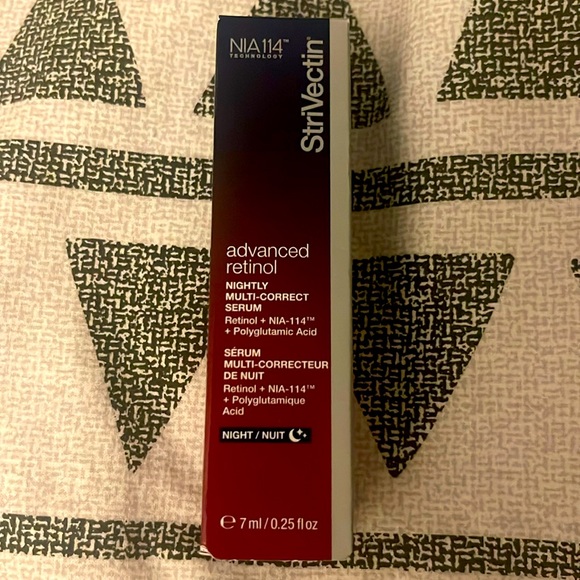 NIA114™
TECHNOLOGY
StriVectin®
advanced
retinol
NIGHTLY
MULTI-CORRECT
SERUM
Retinol + NIA-114™
+ Polyglutamic Acid
SÉRUM
MULTI-CORRECTEUR
DE NUIT
Retinol + NIA-114™
+ Polyglutamique
Acid
NIGHT / NUIT
℮ 7 ml / 0.25 fl oz